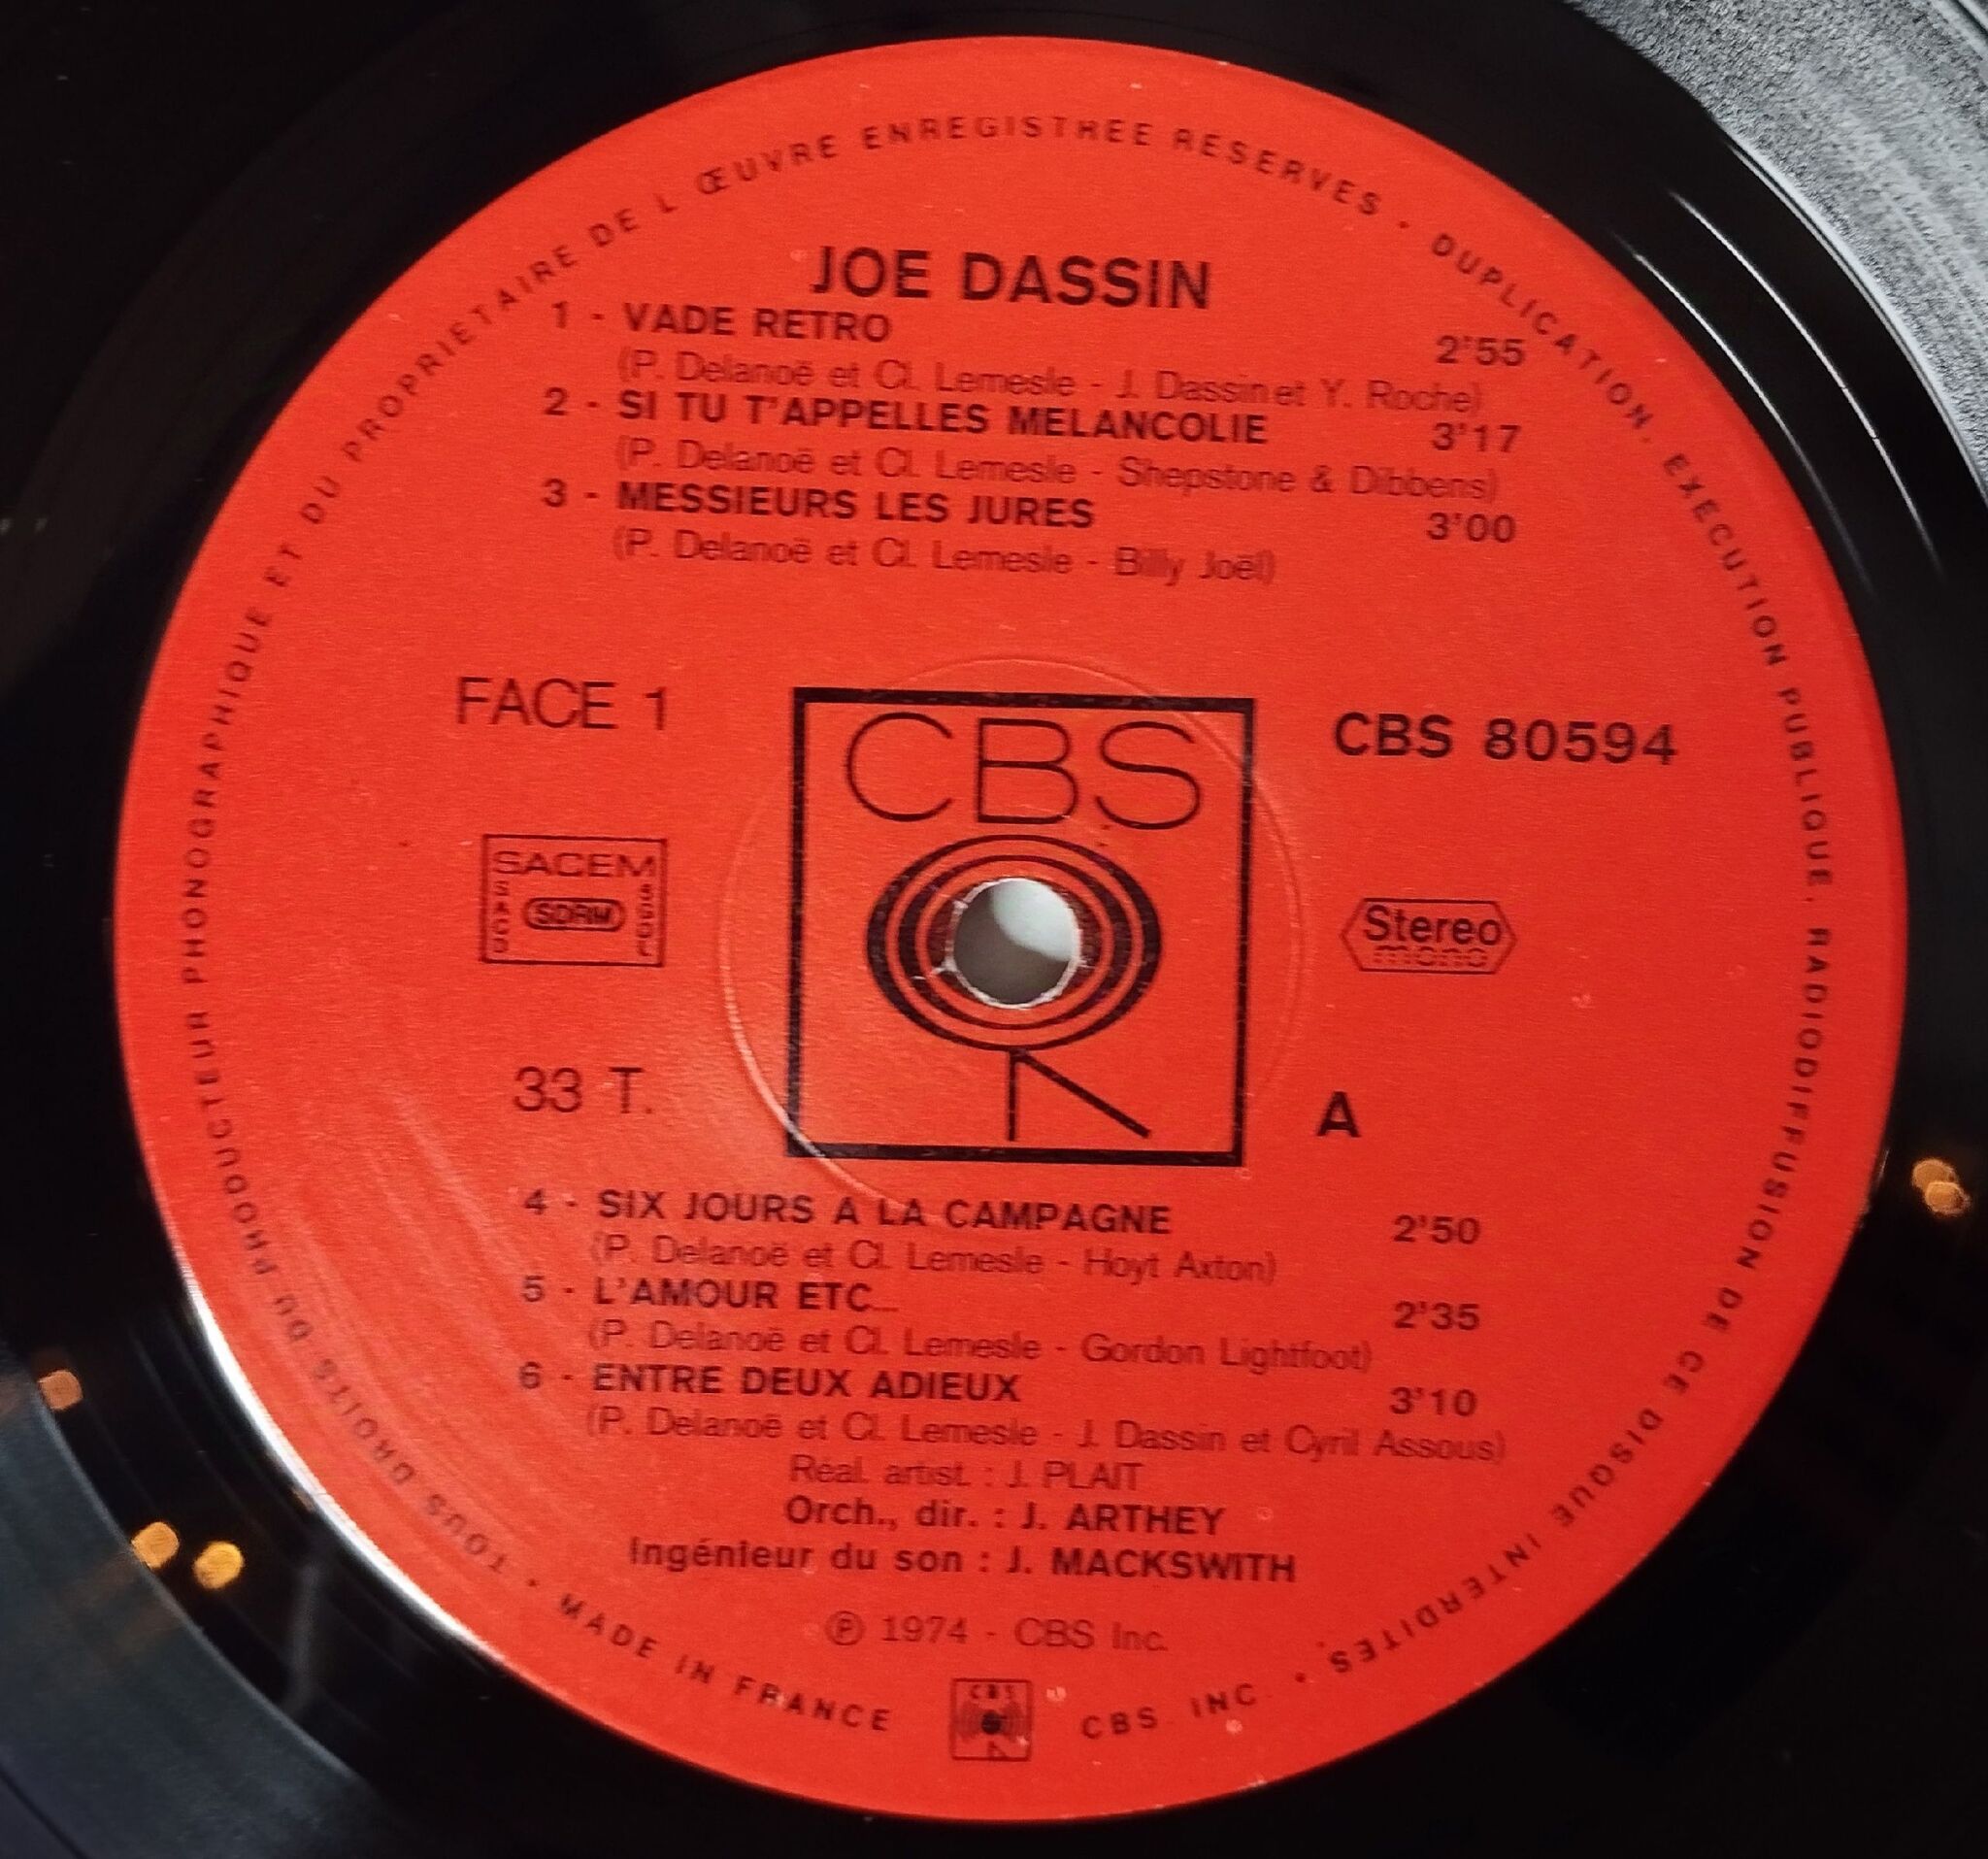 TOUS DROITS DU PRODUCTEUR PHONOGRAPHIQUE ET DU PROPRIETAIRE DE L ŒUVRE ENREGISTREE RESERVES · DUPLICATION, EXECUTION PUBLIQUE, RADIODIFFUSION DE CE DISQUE INTERDITES ·
JOE DASSIN
1 - VADE RETRO 2'55
(P. Delanoë et Cl. Lemesle - J. Dassin et Y. Roche)
2 - SI TU T'APPELLES MELANCOLIE 3'17
(P. Delanoë et Cl. Lemesle - Shepstone & Dibbens)
3 - MESSIEURS LES JURES 3'00
(P. Delanoë et Cl. Lemesle - Billy Joël)
FACE 1
CBS
CBS 80594
SACEM
SACD
SDRM
SGDL
Stereo
mono
33 T.
A
4 - SIX JOURS A LA CAMPAGNE 2'50
(P. Delanoë et Cl. Lemesle - Hoyt Axton)
5 - L'AMOUR ETC... 2'35
(P. Delanoë et Cl. Lemesle - Gordon Lightfoot)
6 - ENTRE DEUX ADIEUX 3'10
(P. Delanoë et Cl. Lemesle - J. Dassin et Cyril Assous)
Réal. artist. : J. PLAIT
Orch., dir. : J. ARTHEY
Ingénieur du son : J. MACKSWITH
℗ 1974 - CBS Inc.
· MADE IN FRANCE
CBS
CBS INC.